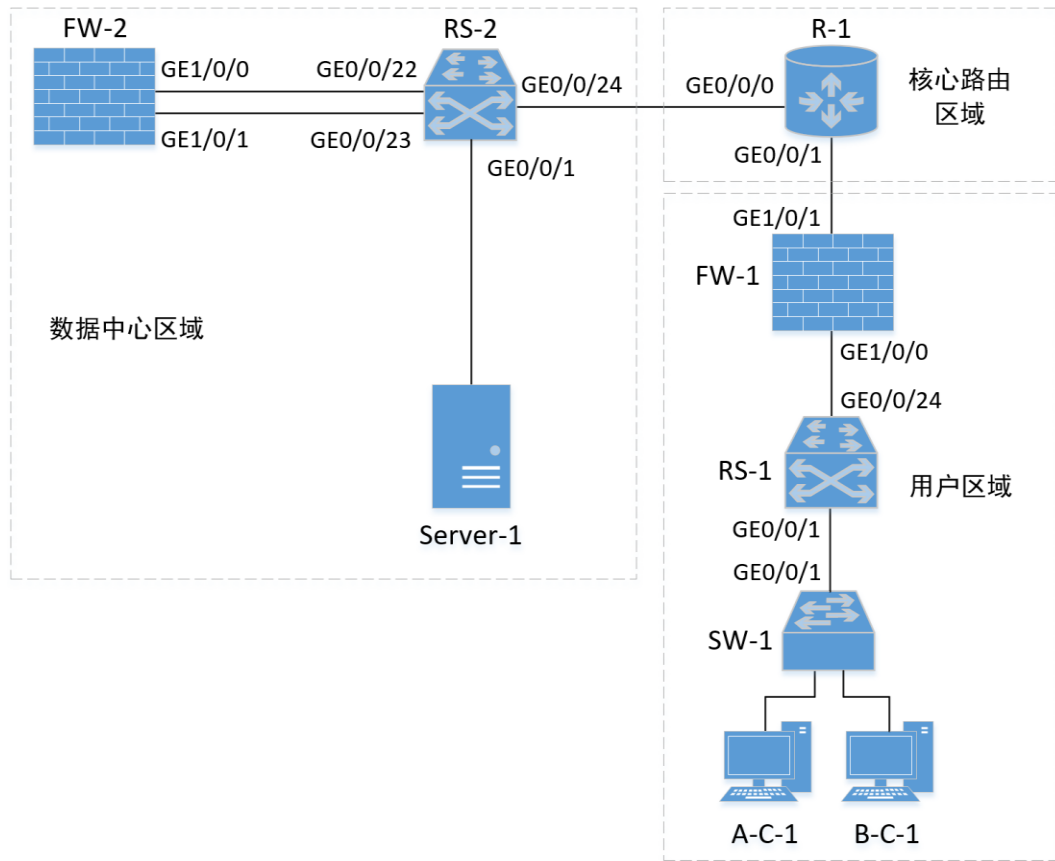 FW-2
RS-2
R-1
GE1/0/0
GE0/0/22
GE0/0/24
GE0/0/0
核心路由
区域
GE1/0/1
GE0/0/23
GE0/0/1
GE0/0/1
GE1/0/1
FW-1
数据中心区域
GE1/0/0
GE0/0/24
RS-1
用户区域
Server-1
GE0/0/1
GE0/0/1
SW-1
A-C-1
B-C-1